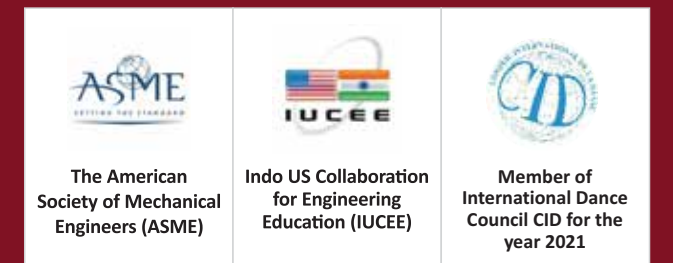 ASME
SETTING THE STANDARD
The American
Society of Mechanical
Engineers (ASME)
IUCEE
Indo US Collaboration
for Engineering
Education (IUCEE)
CID
Member of
International Dance
Council CID for the
year 2021